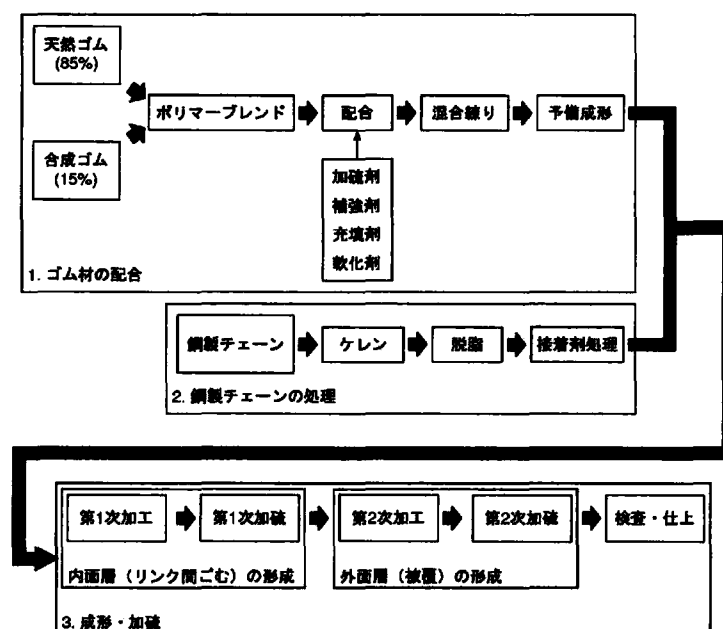 天然ゴム
(85%)
合成ゴム
(15%)
ポリマーブレンド
配合
混合練り
予備成形
加硫剤
補強剤
充填剤
軟化剤
1. ゴム材の配合
鋼製チェーン
ケレン
脱脂
接着剤処理
2. 鋼製チェーンの処理
第1次加工
第1次加硫
第2次加工
第2次加硫
検査・仕上
内面層（リンク間ごむ）の形成
外面層（被覆）の形成
3. 成形・加硫